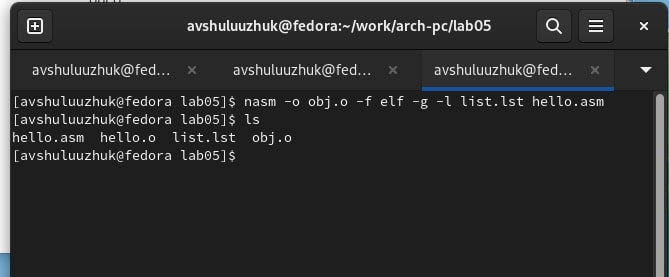 avshuluuzhuk@fedora:~/work/arch-pc/lab05
avshuluuzhuk@fed... avshuluuzhuk@fed... avshuluuzhuk@fed...
[avshuluuzhuk@fedora lab05]$ nasm -o obj.o -f elf -g -l list.lst hello.asm
[avshuluuzhuk@fedora lab05]$ ls
hello.asm  hello.o  list.lst  obj.o
[avshuluuzhuk@fedora lab05]$